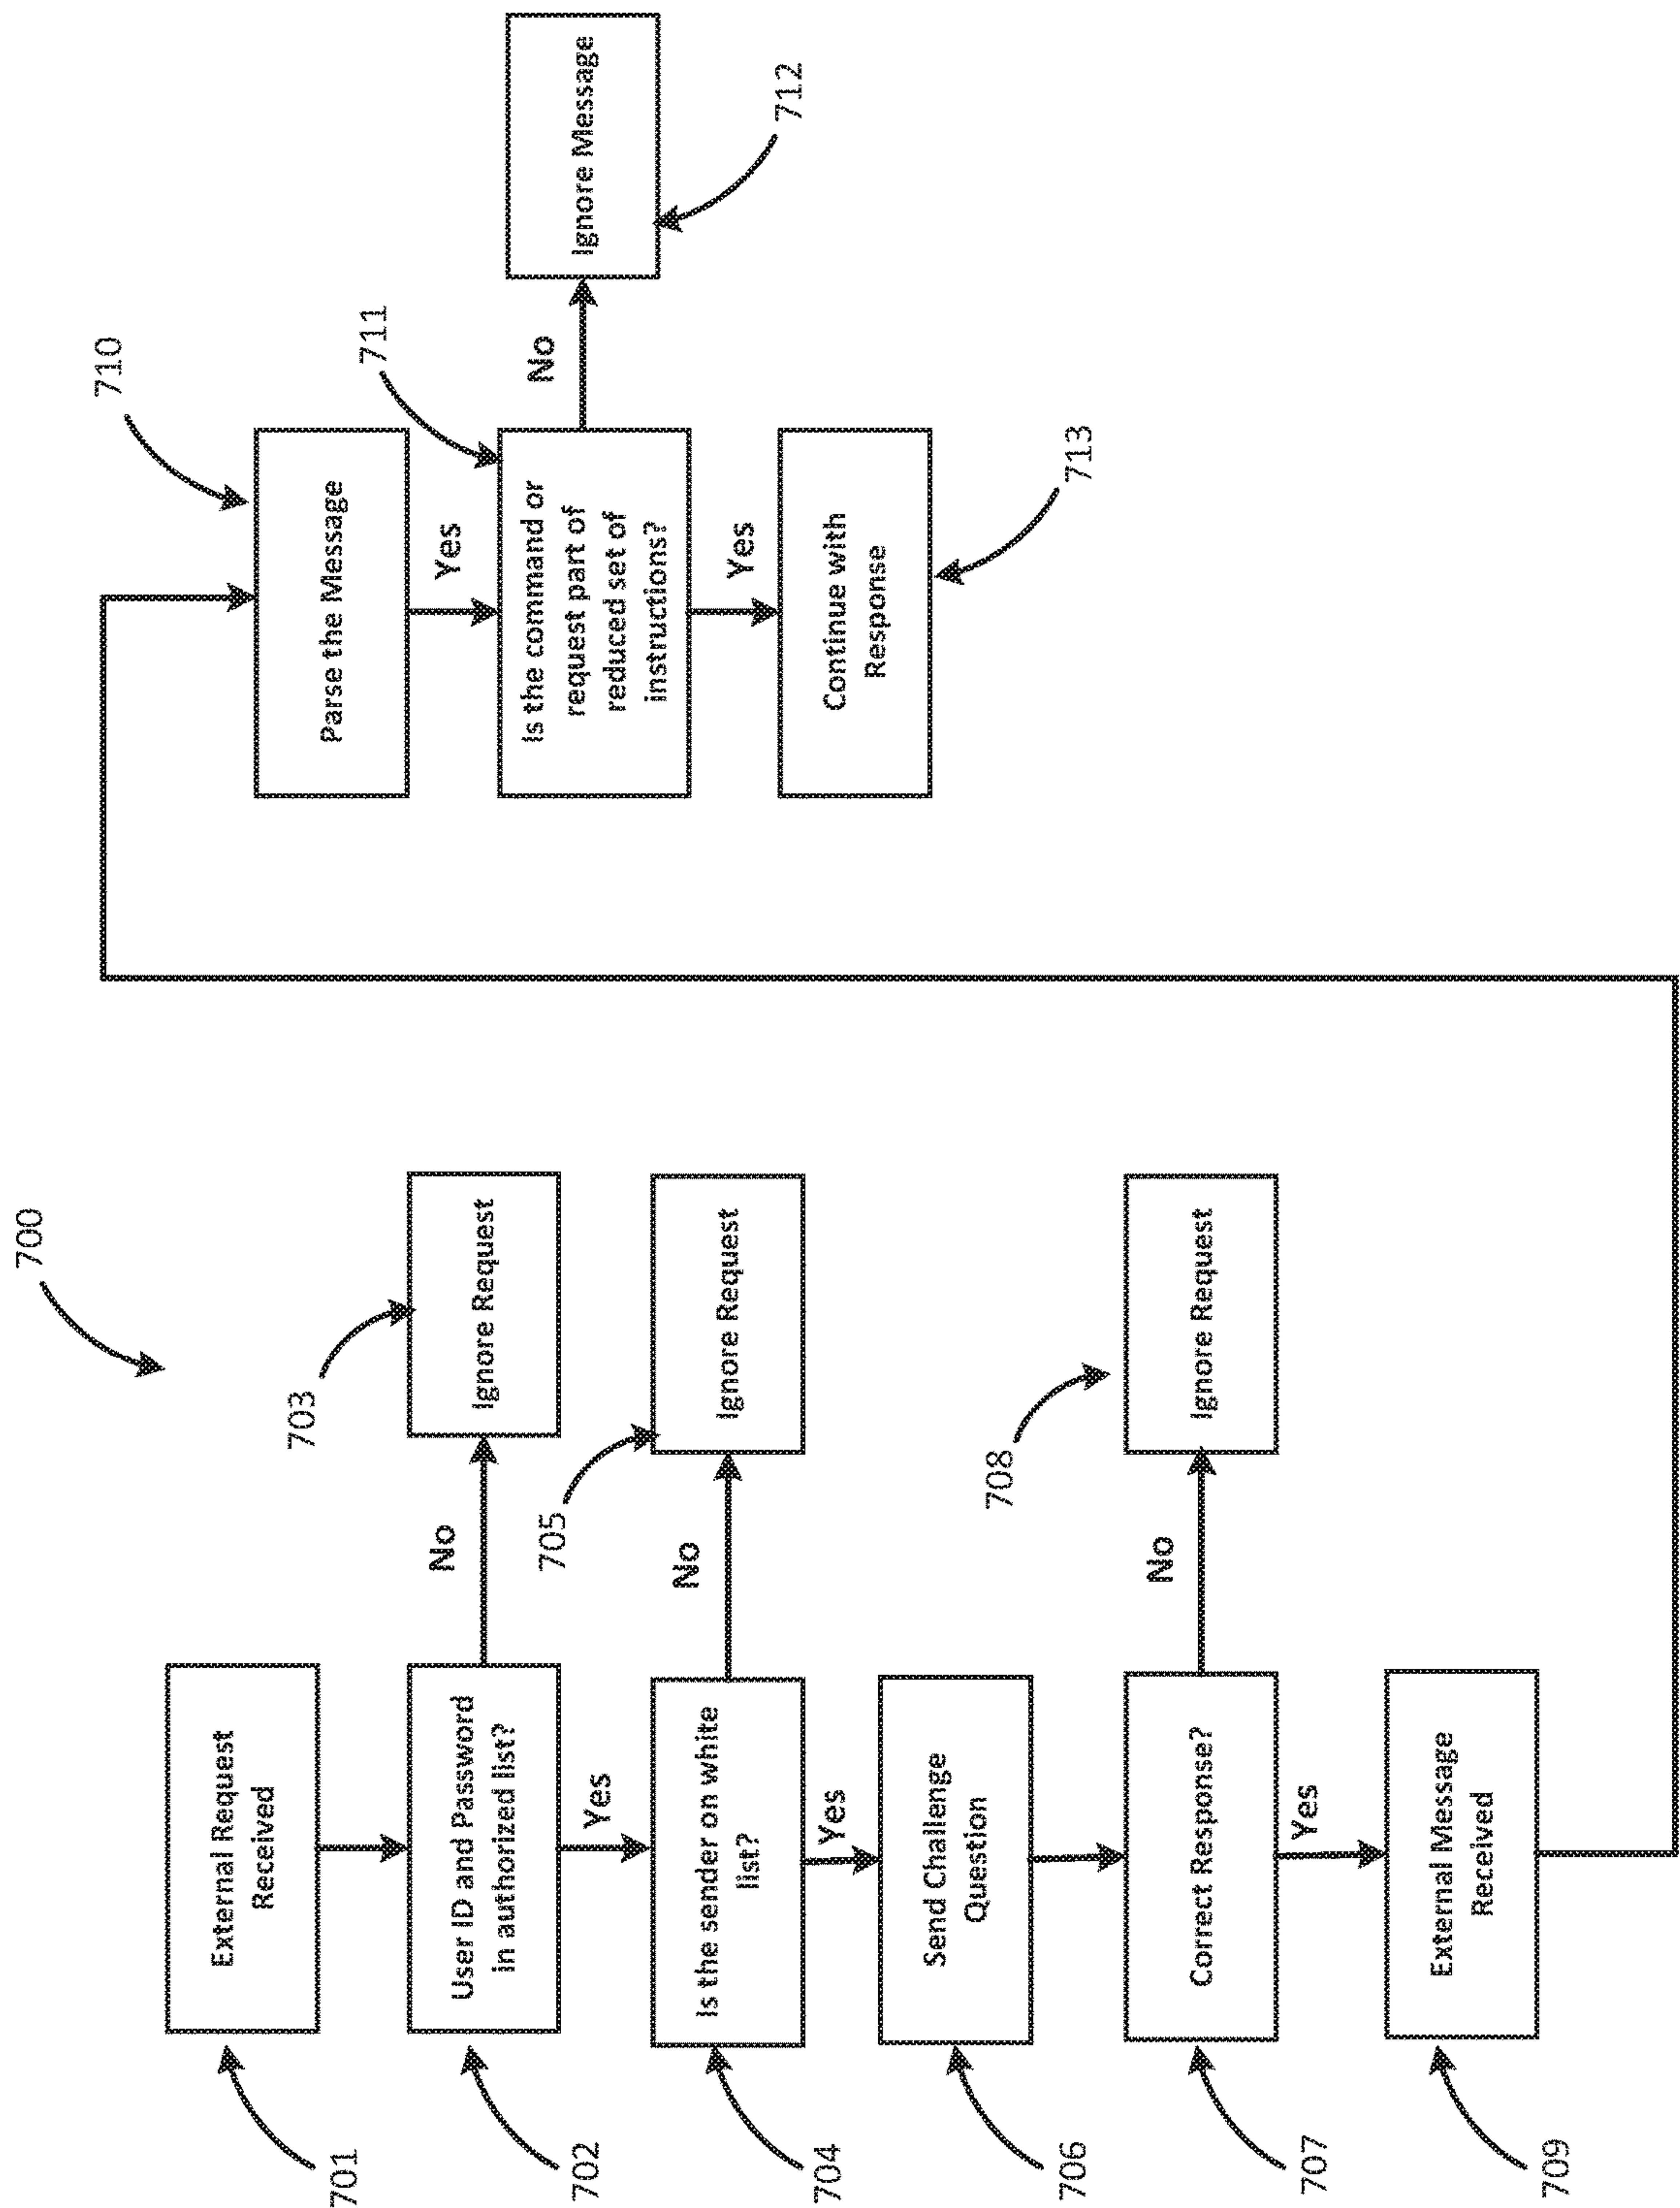 700
701
External Request
Received
702
User ID and Password
in authorized list?
No
703
Ignore Request
Yes
704
Is the sender on white
list?
No
705
Ignore Request
Yes
706
Send Challenge
Question
707
Correct Response?
No
708
Ignore Request
Yes
709
External Message
Received
710
Parse the Message
Yes
711
Is the command or
request part of
reduced set of
instructions?
No
Ignore Message
712
Yes
Continue with
Response
713